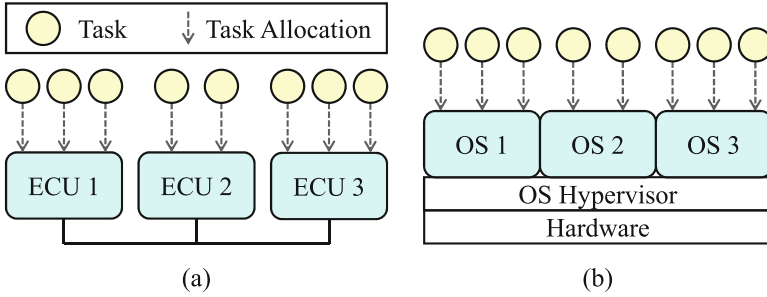 Task
Task Allocation
ECU 1
ECU 2
ECU 3
(a)
OS 1
OS 2
OS 3
OS Hypervisor
Hardware
(b)